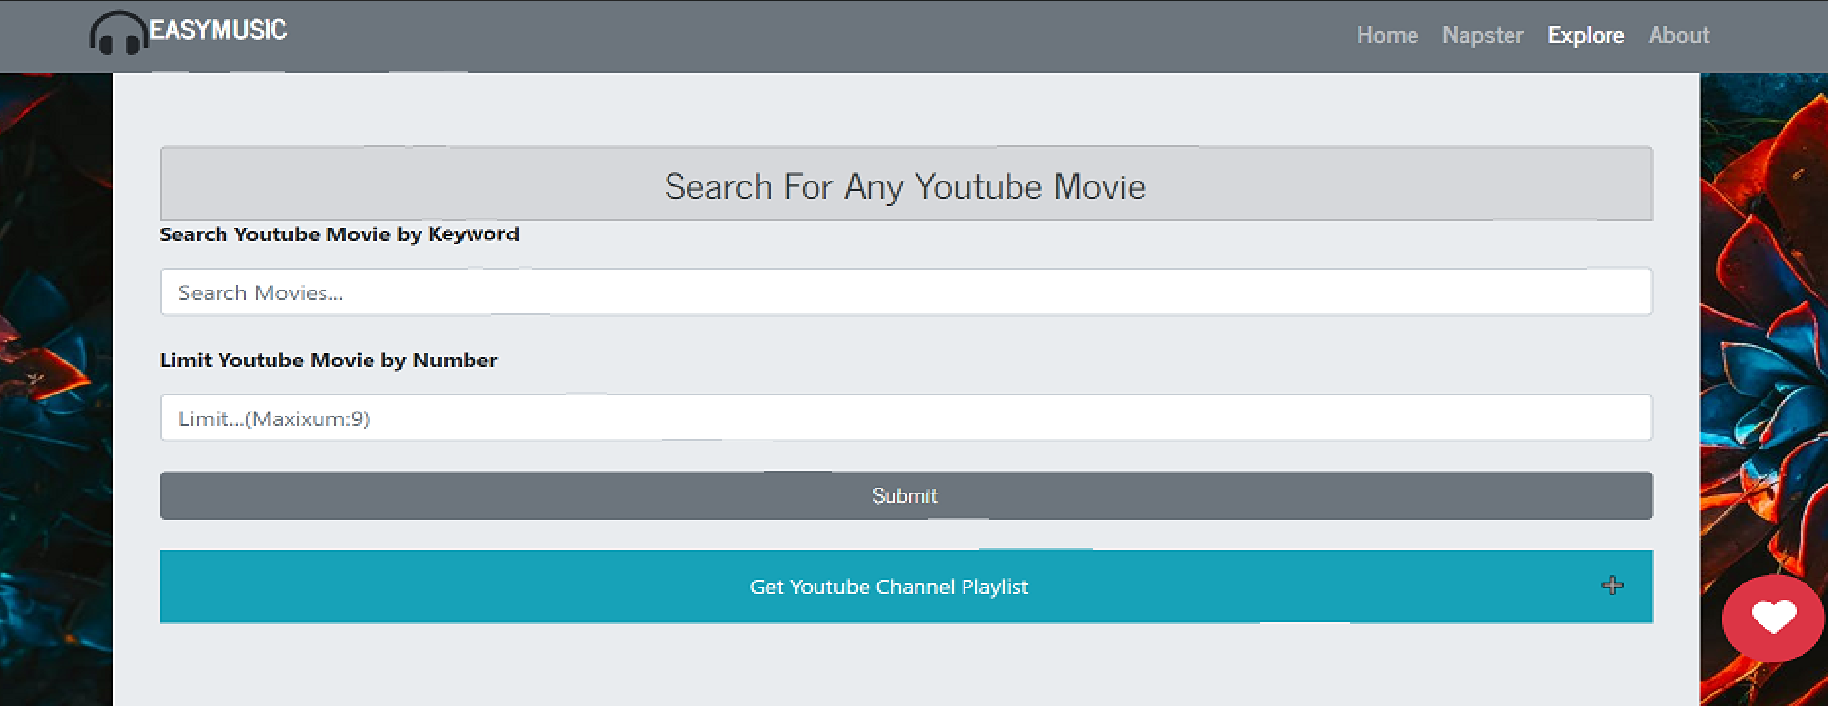 EASYMUSIC
Home Napster Explore About
Search For Any Youtube Movie
Search Youtube Movie by Keyword
Search Movies...
Limit Youtube Movie by Number
Limit...(Maxixum:9)
Submit
Get Youtube Channel Playlist